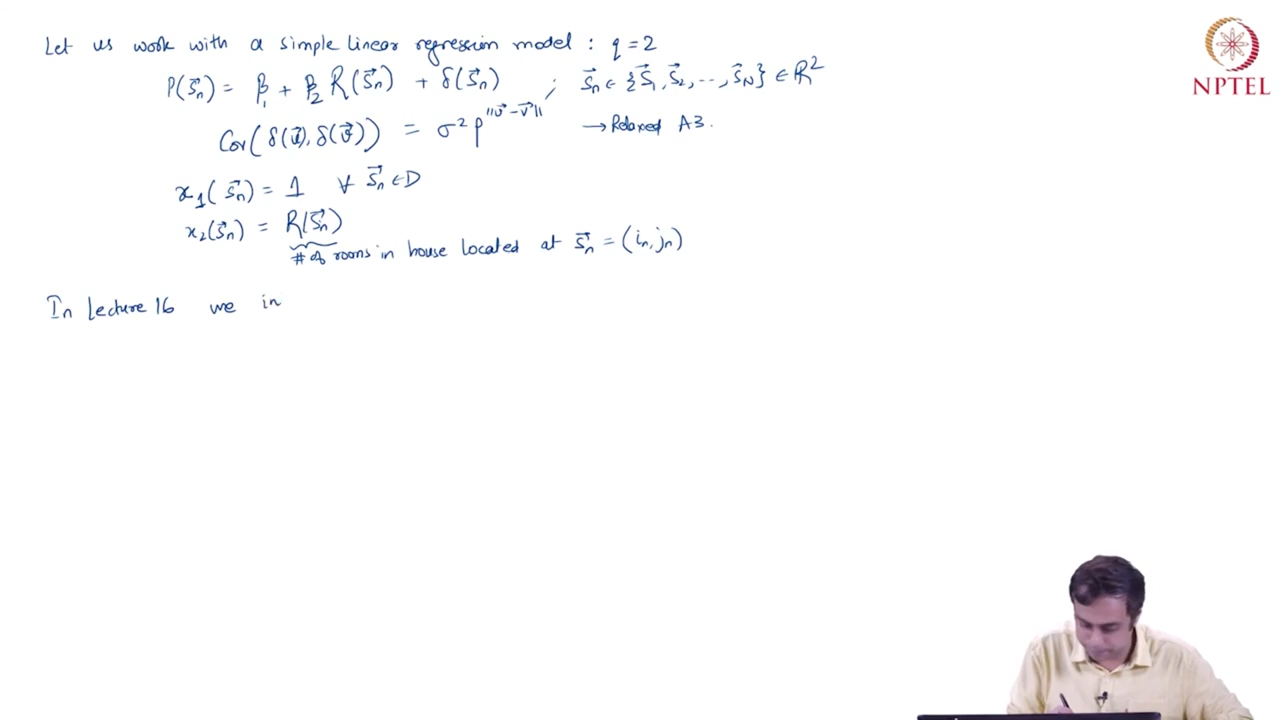 Let us work with a simple linear regression model : q = 2
P(s⃗n) = β1 + β2 R(s⃗n) + δ(s⃗n) ; s⃗n ∈ {s⃗1, s⃗2, ..., s⃗N} ∈ R²
Cov(δ(u⃗), δ(v⃗)) = σ² ρ^‖u⃗ - v⃗‖ → Relaxed A3.
x1(s⃗n) = 1 ∀ s⃗n ∈ D
x2(s⃗n) = R(s⃗n)
# of rooms in house located at s⃗n = (in, jn)
In lecture 16 we in
NPTEL